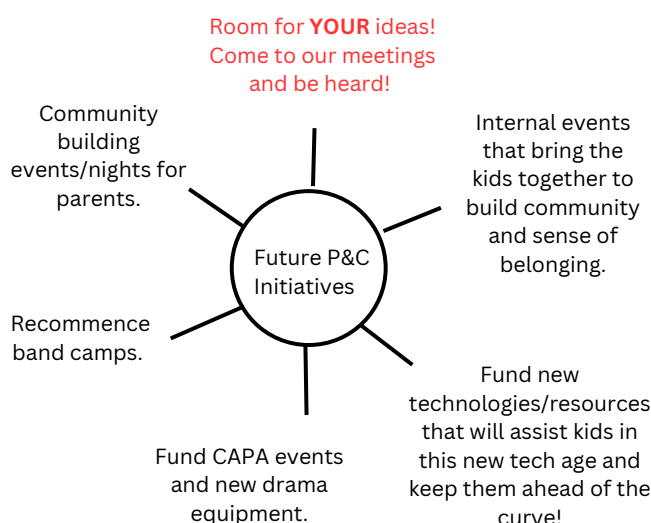 Room for YOUR ideas!
Come to our meetings
and be heard!
Community
building
events/nights for
parents.
Internal events
that bring the
kids together to
build community
and sense of
belonging.
Future P&C
Initiatives
Recommence
band camps.
Fund new
technologies/resources
that will assist kids in
this new tech age and
keep them ahead of the
curve!
Fund CAPA events
and new drama
equipment.